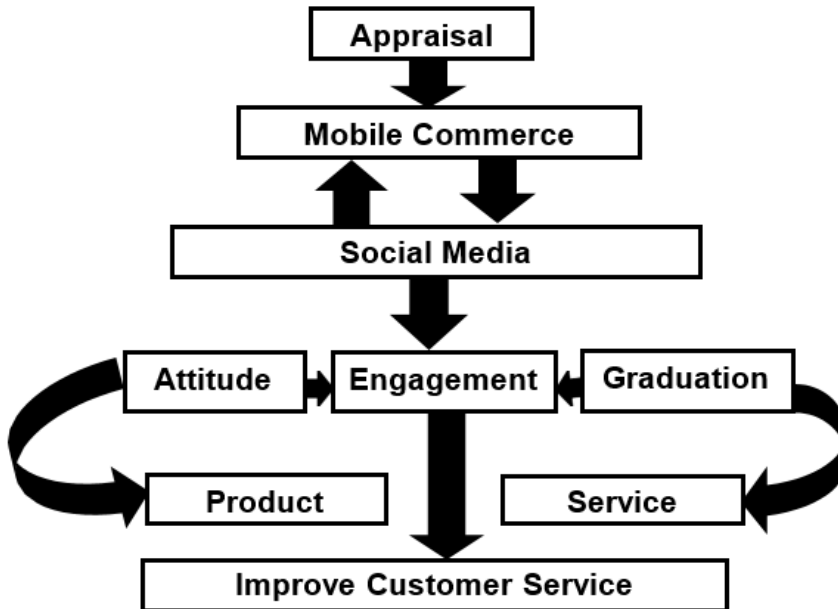 Appraisal
Mobile Commerce
Social Media
Attitude
Engagement
Graduation
Product
Service
Improve Customer Service